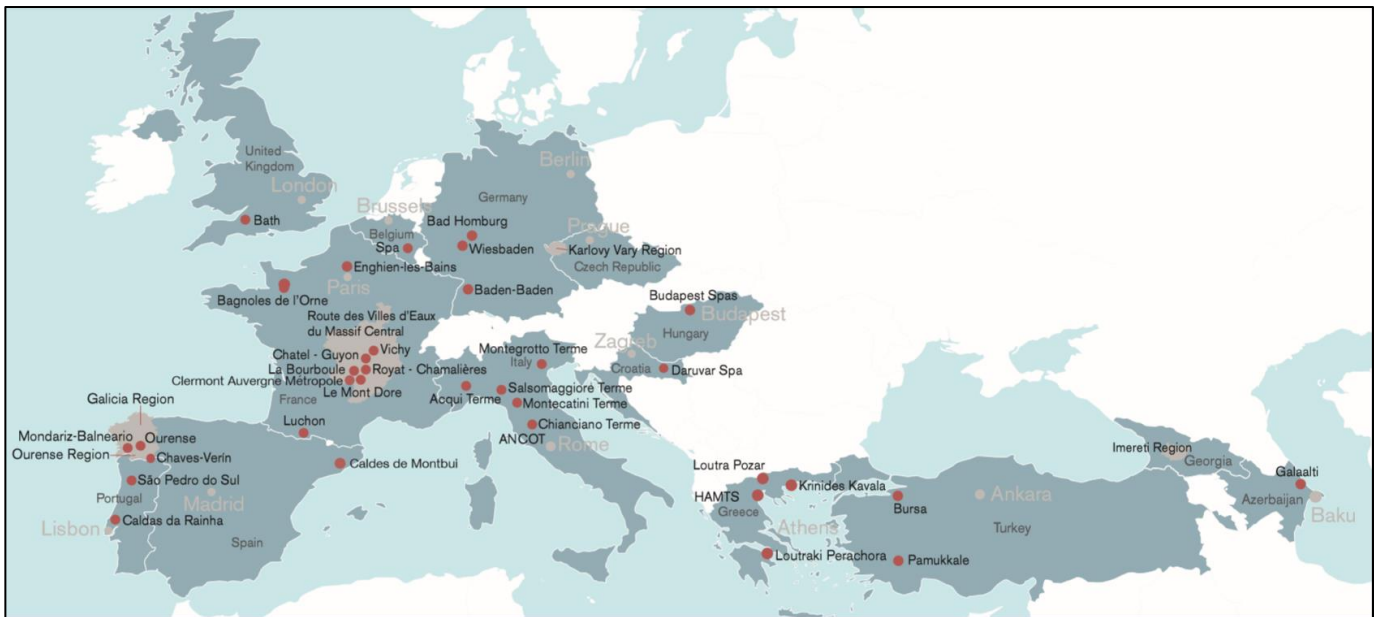 United
Kingdom
London
Bath
Berlin
Germany
Brussels
Belgium
Spa
Bad Homburg
Wiesbaden
Prague
Karlovy Vary Region
Czech Republic
Enghien-les-Bains
Paris
Bagnoles de l'Orne
Baden-Baden
Route des Villes d'Eaux
du Massif Central
Vichy
Chatel - Guyon
La Bourboule
Royat - Chamalières
Clermont Auvergne Métropole
Le Mont Dore
France
Luchon
Budapest Spas
Budapest
Hungary
Zagreb
Croatia
Daruvar Spa
Montegrotto Terme
Italy
Acqui Terme
Salsomaggiore Terme
Montecatini Terme
Chianciano Terme
ANCOT
Rome
Galicia Region
Mondariz-Balneario
Ourense
Ourense Region
Chaves-Verín
São Pedro do Sul
Portugal
Madrid
Caldas da Rainha
Lisbon
Spain
Caldes de Montbui
Loutra Pozar
Krinides Kavala
HAMTS
Greece
Athens
Loutraki Perachora
Bursa
Ankara
Turkey
Pamukkale
Imereti Region
Georgia
Galaalti
Azerbaijan
Baku